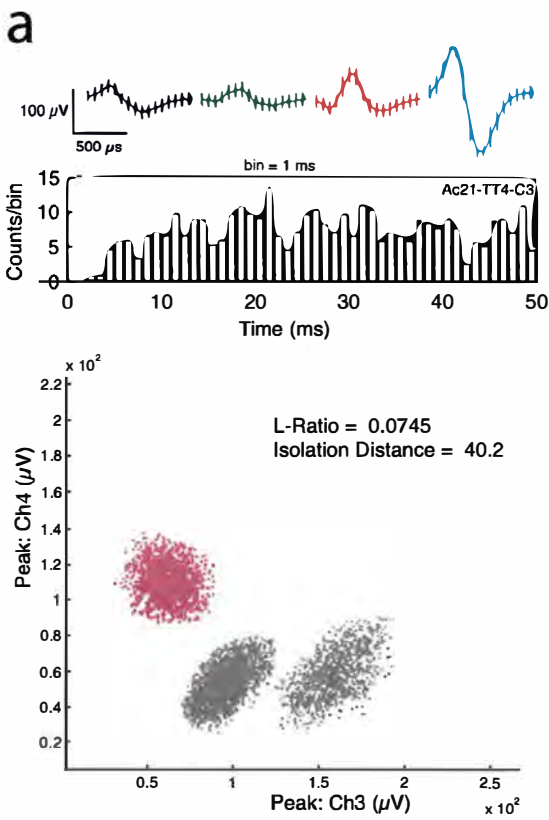 a
100 µV
500 µs
bin = 1 ms
Counts/bin
15
10
5
0
Ac21-TT4-C3
0 10 20 30 40 50
Time (ms)
x 10²
2.2
2
1.8
1.6
1.4
1.2
1
0.8
0.6
0.4
0.2
Peak: Ch4 (µV)
L-Ratio = 0.0745
Isolation Distance = 40.2
0.5 1 1.5 2 2.5
Peak: Ch3 (µV)
x 10²